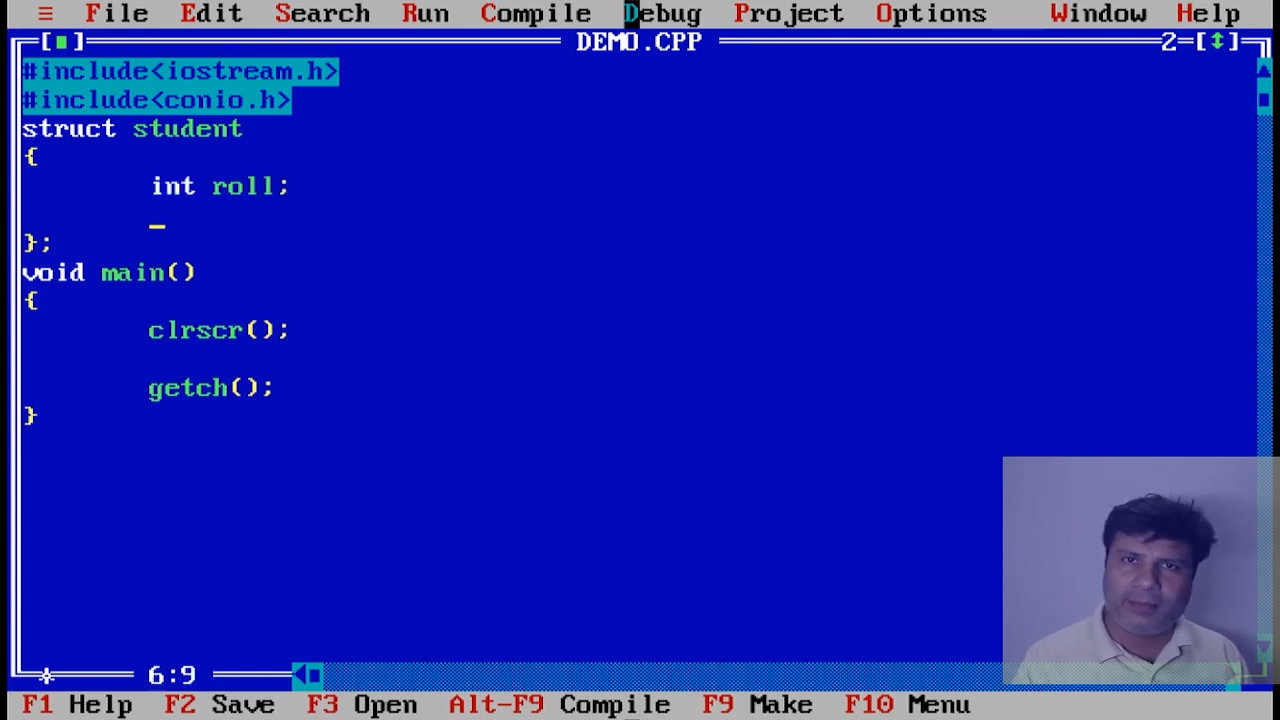 ≡ File Edit Search Run Compile Debug Project Options Window Help
[■] DEMO.CPP 2=[↕]
#include<iostream.h>
#include<conio.h>
struct student
{
int roll;
_
};
void main()
{
clrscr();
getch();
}
6:9
F1 Help F2 Save F3 Open Alt-F9 Compile F9 Make F10 Menu